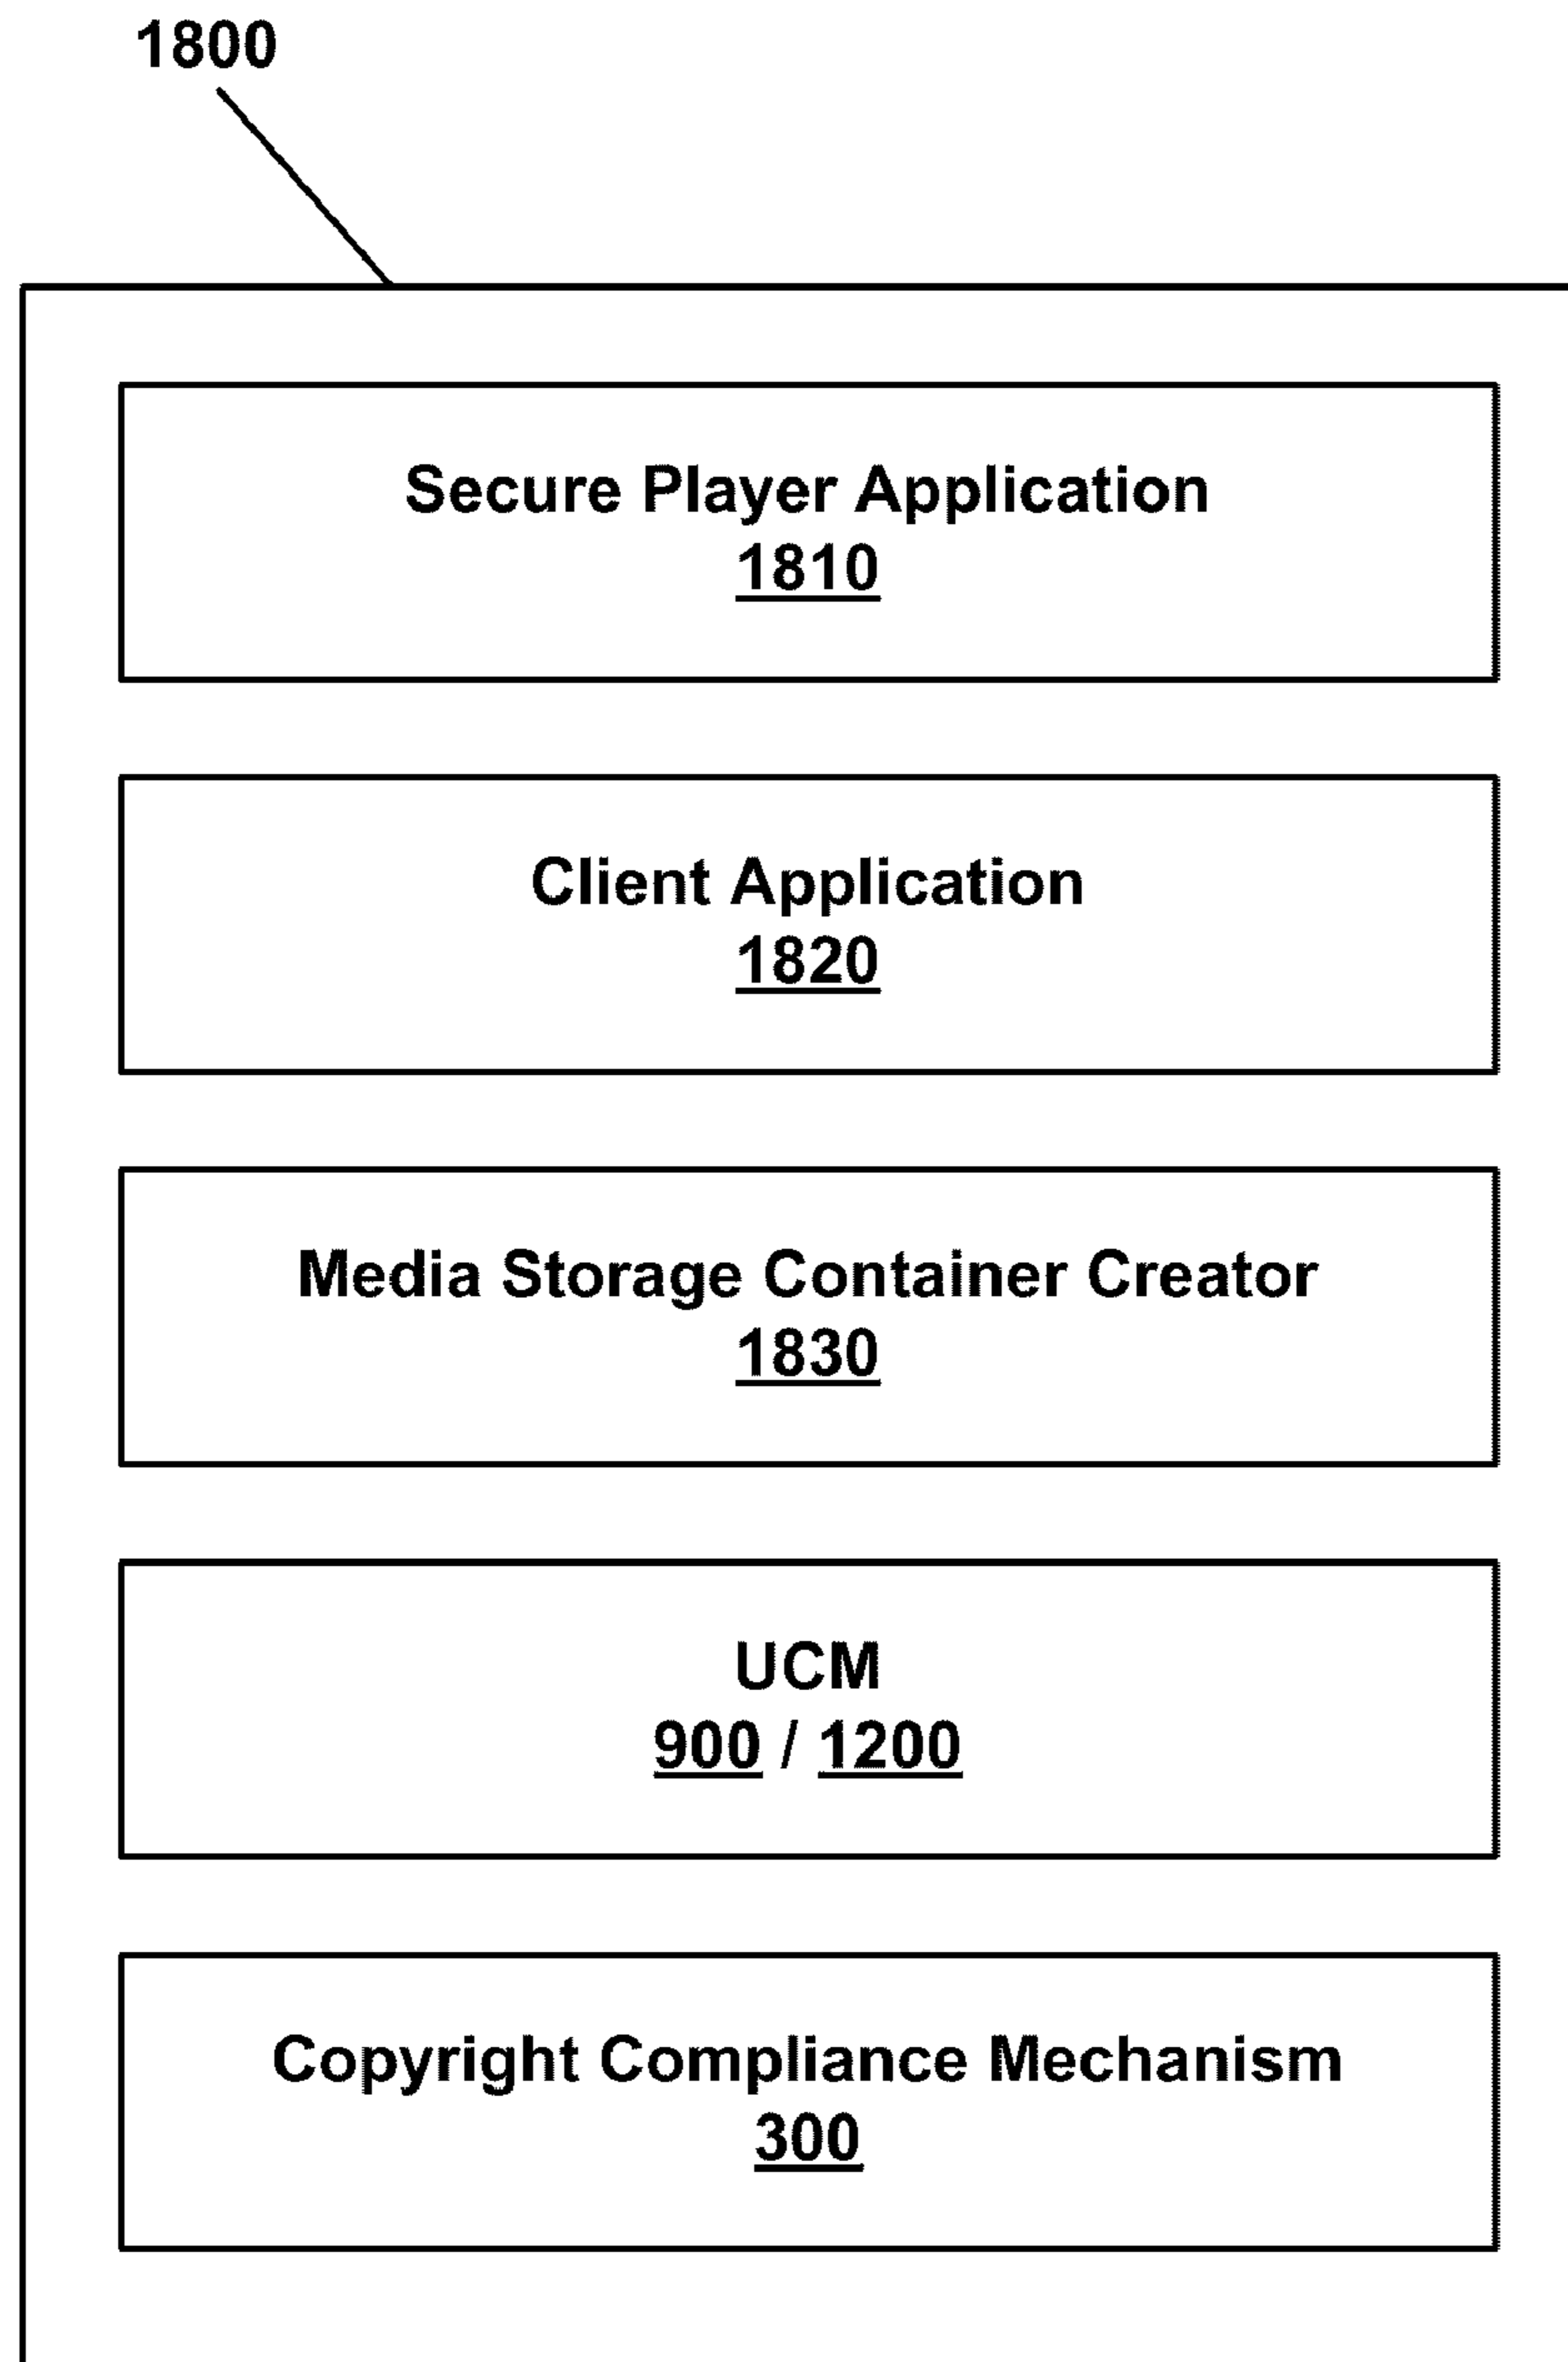 1800
Secure Player Application
1810
Client Application
1820
Media Storage Container Creator
1830
UCM
900 / 1200
Copyright Compliance Mechanism
300